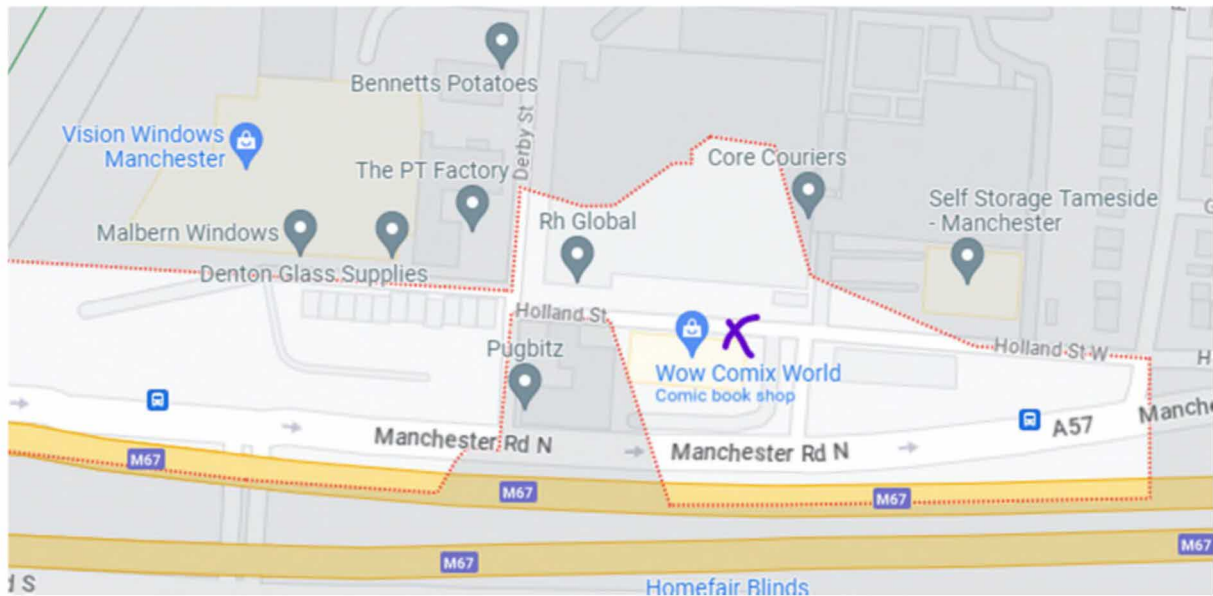 Bennetts Potatoes
Vision Windows
Manchester
Derby St
The PT Factory
Core Couriers
Self Storage Tameside
- Manchester
Malbern Windows
Rh Global
Denton Glass Supplies
Holland St
Pugbitz
Holland St W
H
Wow Comix World
Comic book shop
A57
Manche
Manchester Rd N
Manchester Rd N
M67
M67
M67
M67
M67
d S
Homefair Blinds